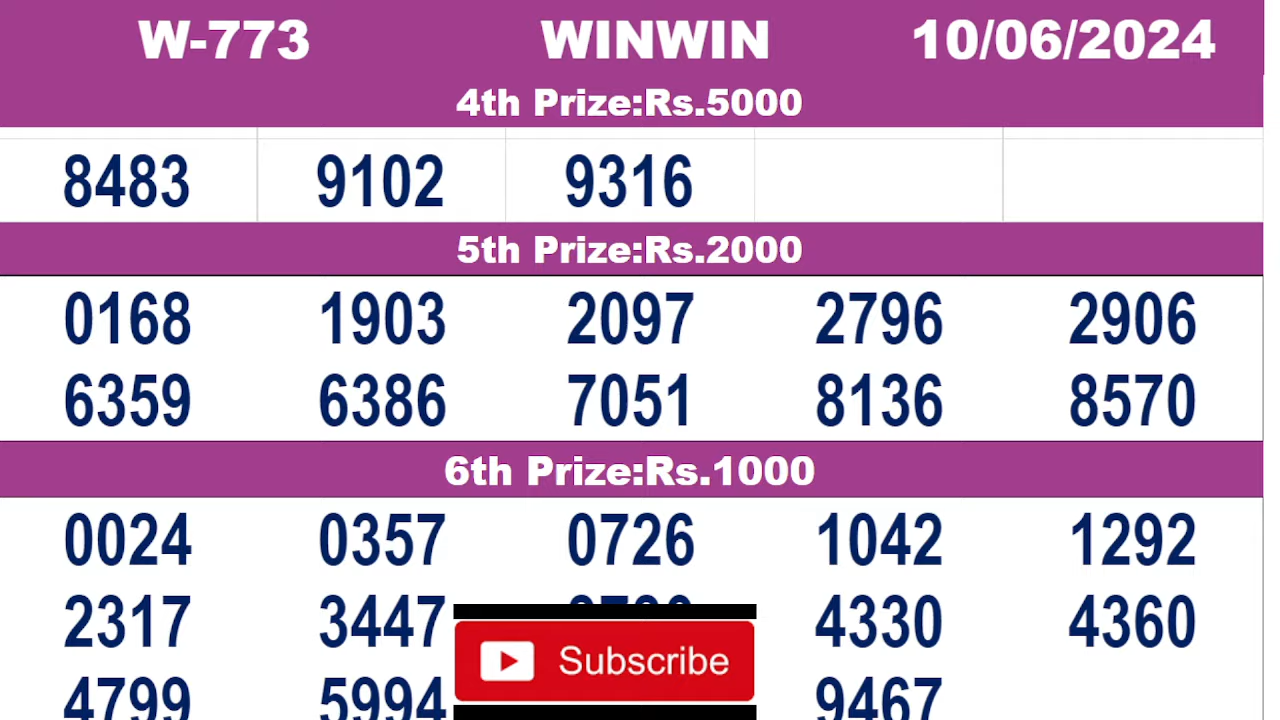 W-773 WINWIN 10/06/2024
4th Prize:Rs.5000
8483 9102 9316
5th Prize:Rs.2000
0168 1903 2097 2796 2906
6359 6386 7051 8136 8570
6th Prize:Rs.1000
0024 0357 0726 1042 1292
2317 3447 4330 4360
Subscribe
4799 5994 9467